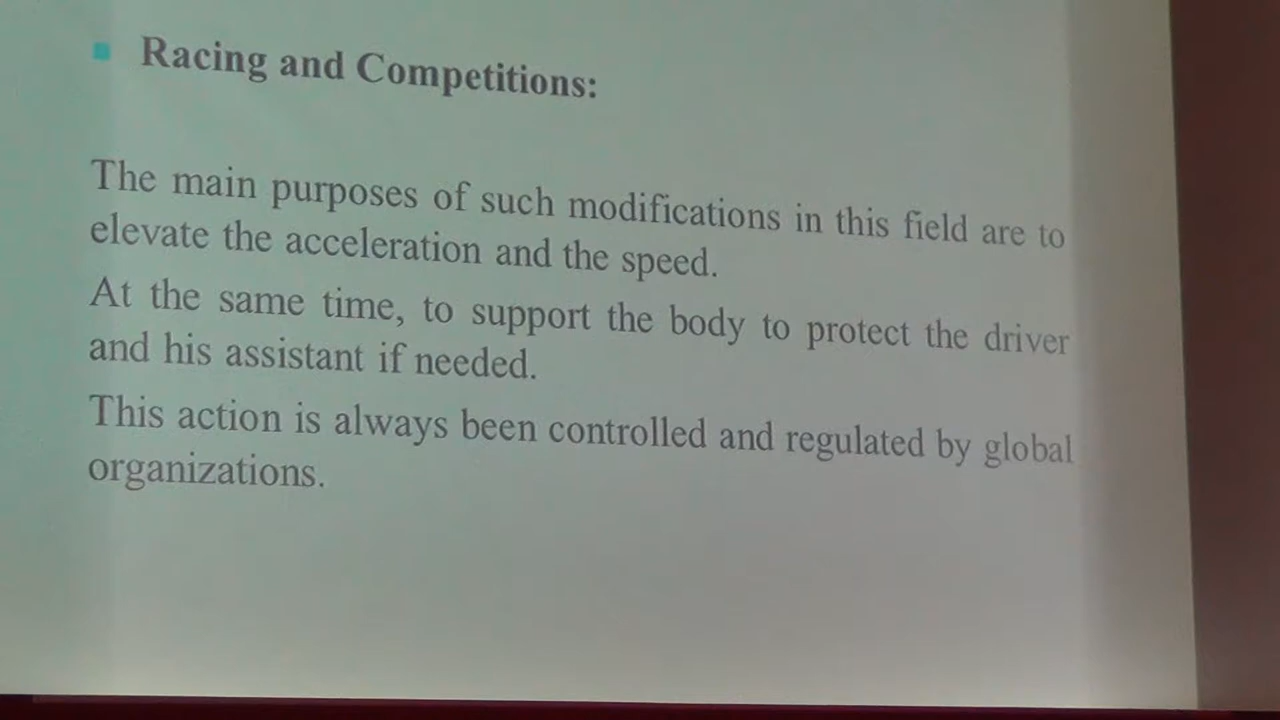 Racing and Competitions:
The main purposes of such modifications in this field are to
elevate the acceleration and the speed.
At the same time, to support the body to protect the driver
and his assistant if needed.
This action is always been controlled and regulated by global
organizations.